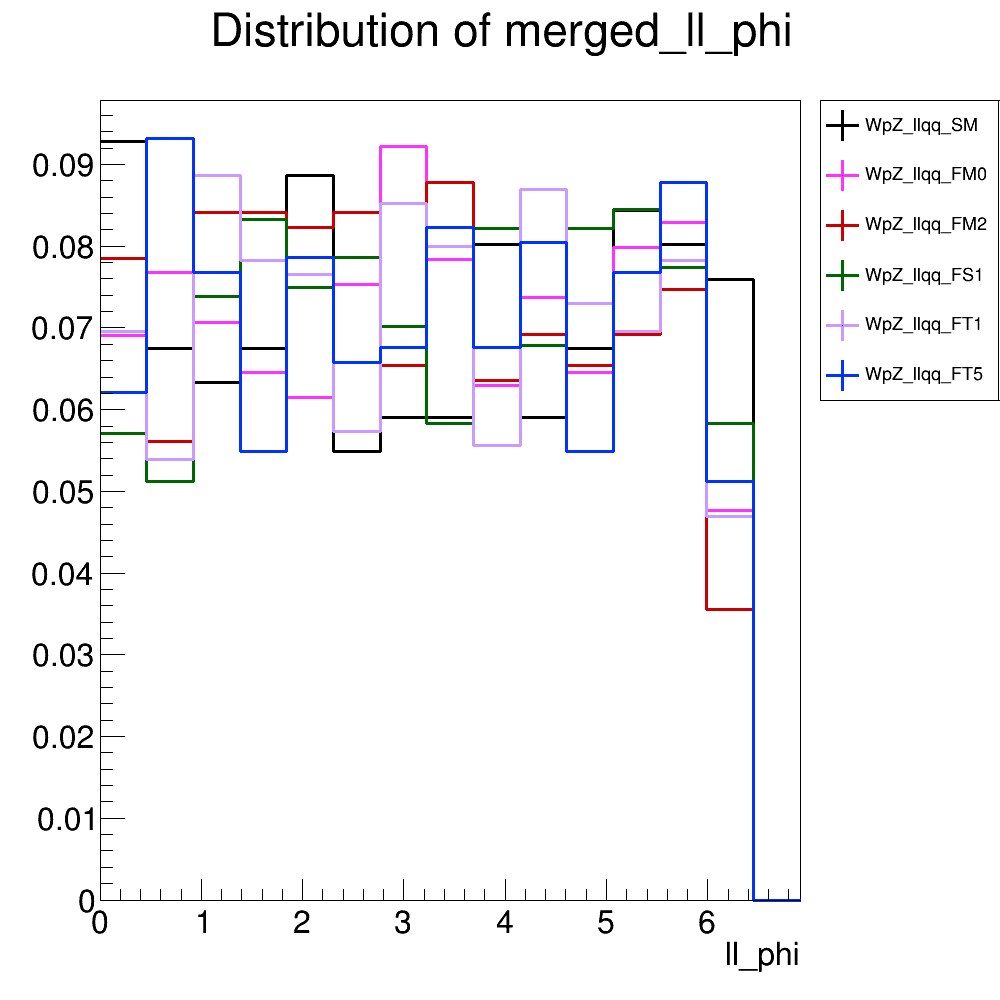 Distribution of merged_ll_phi
0.09
0.08
0.07
0.06
0.05
0.04
0.03
0.02
0.01
0
0 1 2 3 4 5 6
ll_phi
WpZ_llqq_SM
WpZ_llqq_FM0
WpZ_llqq_FM2
WpZ_llqq_FS1
WpZ_llqq_FT1
WpZ_llqq_FT5